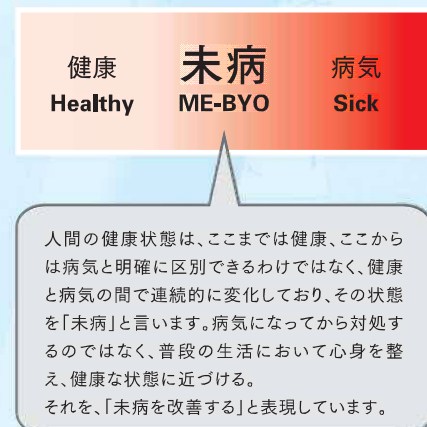 健康 未病 病気
Healthy ME-BYO Sick
人間の健康状態は、ここまでは健康、ここから
は病気と明確に区別できるわけではなく、健康
と病気の間で連続的に変化しており、その状態
を「未病」と言います。病気になってから対処す
るのではなく、普段の生活において心身を整
え、健康な状態に近づける。
それを、「未病を改善する」と表現しています。